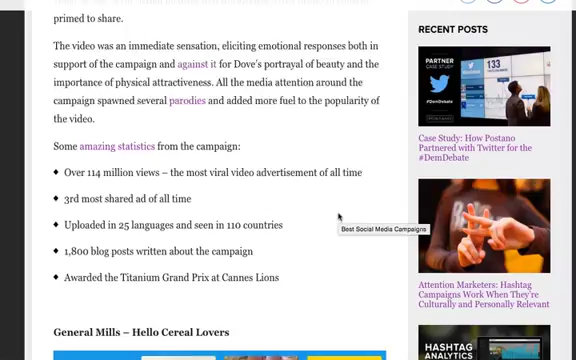 primed to share.
The video was an immediate sensation, eliciting emotional responses both in
support of the campaign and against it for Dove's portrayal of beauty and the
importance of physical attractiveness. All the media attention around the
campaign spawned several parodies and added more fuel to the popularity of
the video.
Some amazing statistics from the campaign:
Over 114 million views – the most viral video advertisement of all time
3rd most shared ad of all time
Uploaded in 25 languages and seen in 110 countries
1,800 blog posts written about the campaign
Awarded the Titanium Grand Prix at Cannes Lions
General Mills – Hello Cereal Lovers
Best Social Media Campaigns
RECENT POSTS
PARTNER
CASE STUDY
#DemDebate
133
Case Study: How Postano
Partnered with Twitter for the
#DemDebate
Attention Marketers: Hashtag
Campaigns Work When They're
Culturally and Personally Relevant
HASHTAG
ANALYTICS